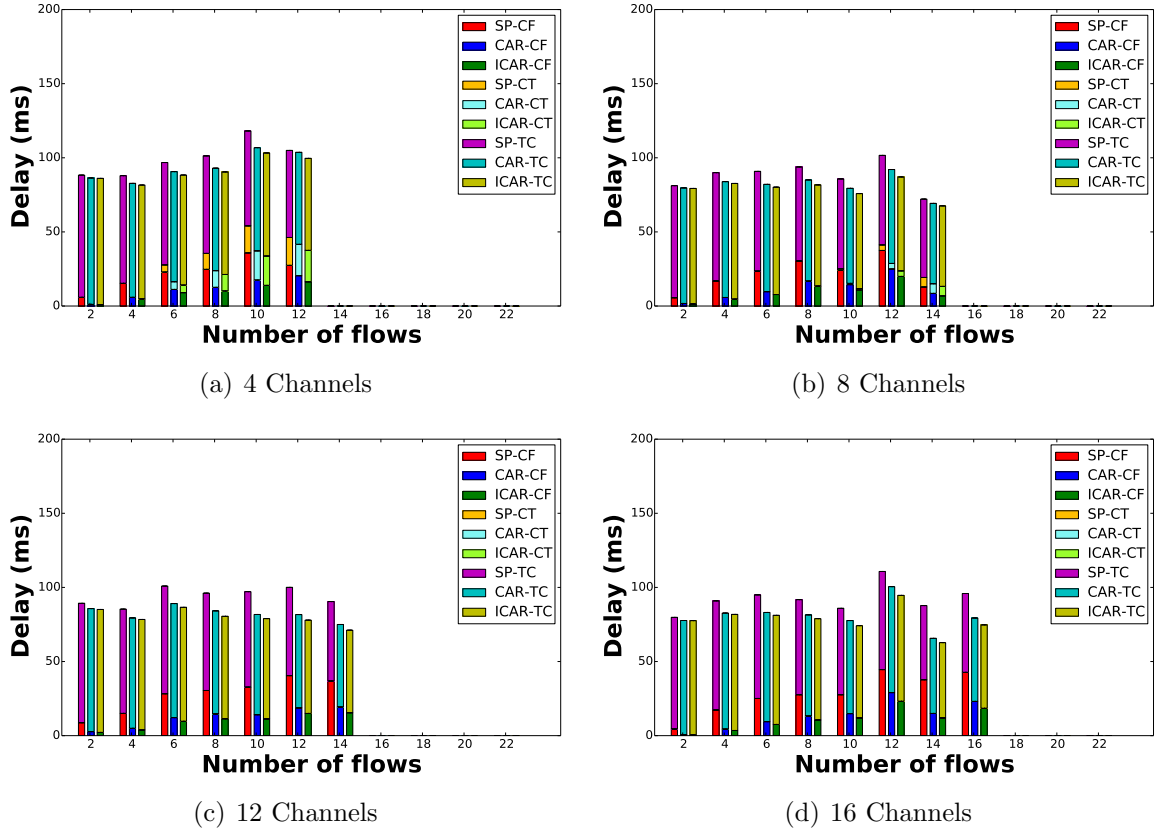 200
150
100
50
0
Delay (ms)
2 4 6 8 10 12 14 16 18 20 22
Number of flows
SP-CF
CAR-CF
ICAR-CF
SP-CT
CAR-CT
ICAR-CT
SP-TC
CAR-TC
ICAR-TC
(a) 4 Channels
200
150
100
50
0
Delay (ms)
2 4 6 8 10 12 14 16 18 20 22
Number of flows
SP-CF
CAR-CF
ICAR-CF
SP-CT
CAR-CT
ICAR-CT
SP-TC
CAR-TC
ICAR-TC
(b) 8 Channels
200
150
100
50
0
Delay (ms)
2 4 6 8 10 12 14 16 18 20 22
Number of flows
SP-CF
CAR-CF
ICAR-CF
SP-CT
CAR-CT
ICAR-CT
SP-TC
CAR-TC
ICAR-TC
(c) 12 Channels
200
150
100
50
0
Delay (ms)
2 4 6 8 10 12 14 16 18 20 22
Number of flows
SP-CF
CAR-CF
ICAR-CF
SP-CT
CAR-CT
ICAR-CT
SP-TC
CAR-TC
ICAR-TC
(d) 16 Channels